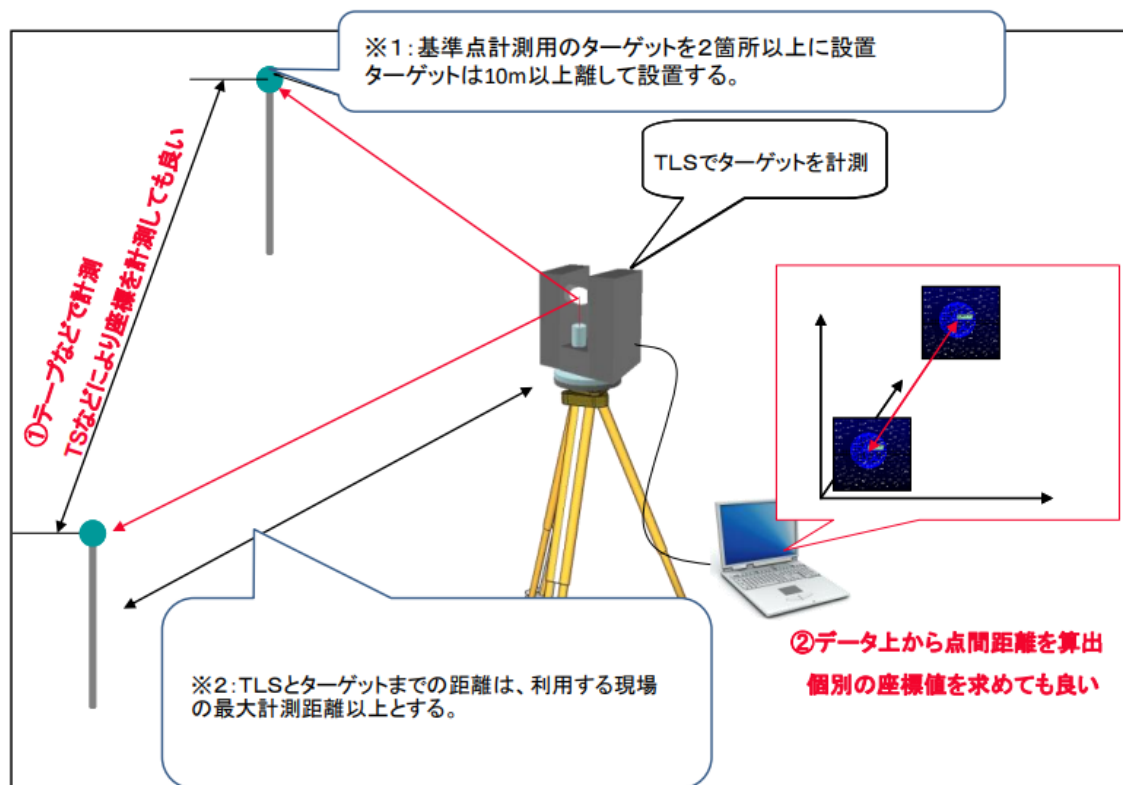 ※1:基準点計測用のターゲットを2箇所以上に設置
ターゲットは10m以上離して設置する。
TLSでターゲットを計測
①テープなどで計測
TSなどにより座標を計測しても良い
※2:TLSとターゲットまでの距離は、利用する現場
の最大計測距離以上とする。
②データ上から点間距離を算出
個別の座標値を求めても良い